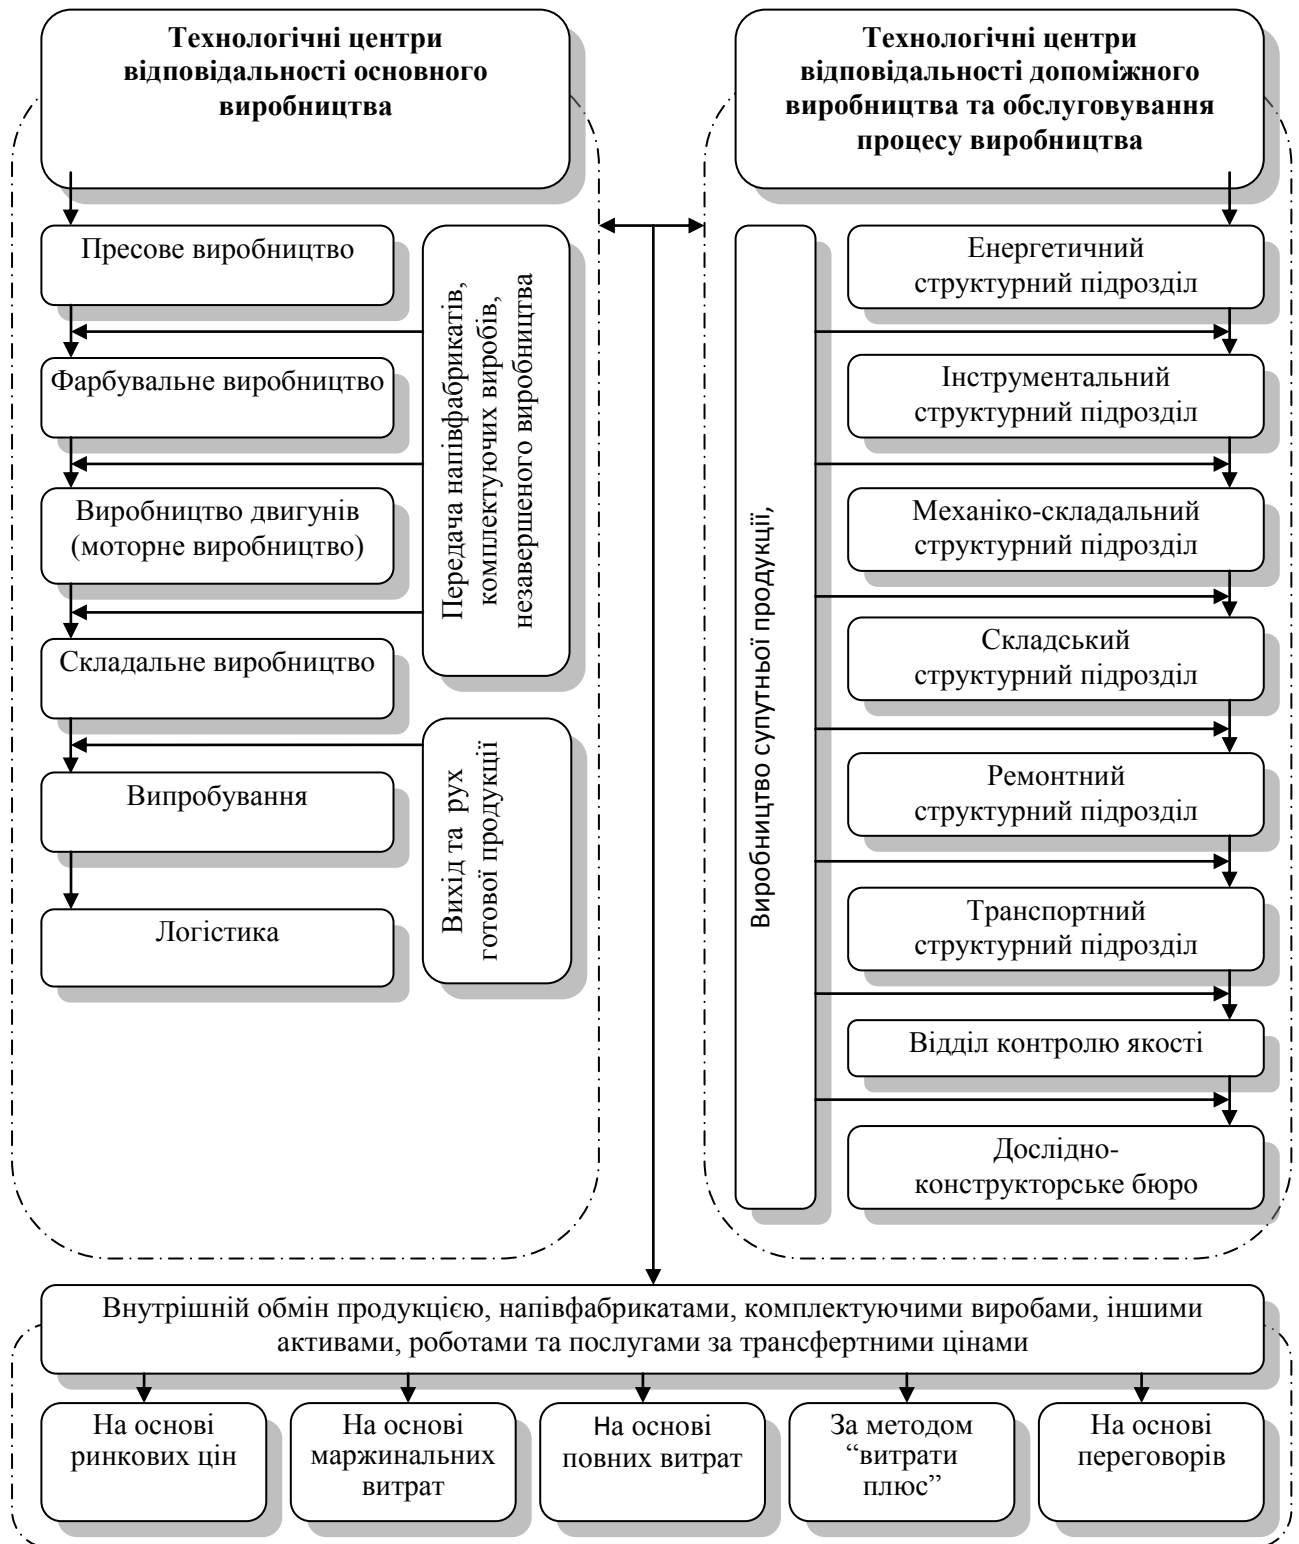 Технологічні центри
відповідальності основного
виробництва
Пресове виробництво
Фарбувальне виробництво
Виробництво двигунів
(моторне виробництво)
Складальне виробництво
Випробування
Логістика
Передача напівфабрикатів,
комплектуючих виробів,
незавершеного виробництва
Вихід та рух
готової продукції
Технологічні центри
відповідальності допоміжного
виробництва та обслуговування
процесу виробництва
Виробництво супутньої продукції,
Енергетичний
структурний підрозділ
Інструментальний
структурний підрозділ
Механіко-складальний
структурний підрозділ
Складський
структурний підрозділ
Ремонтний
структурний підрозділ
Транспортний
структурний підрозділ
Відділ контролю якості
Дослідно-
конструкторське бюро
Внутрішній обмін продукцією, напівфабрикатами, комплектуючими виробами, іншими
активами, роботами та послугами за трансфертними цінами
На основі
ринкових цін
На основі
маржинальних
витрат
На основі
повних витрат
За методом
“витрати
плюс”
На основі
переговорів